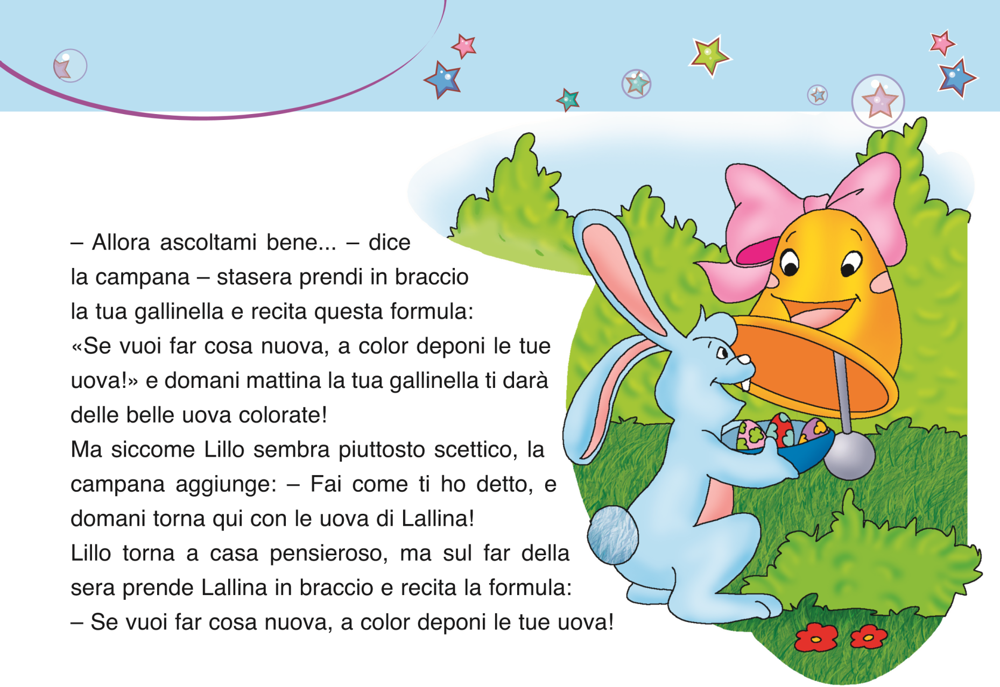 – Allora ascoltami bene... – dice
la campana – stasera prendi in braccio
la tua gallinella e recita questa formula:
«Se vuoi far cosa nuova, a color deponi le tue
uova!» e domani mattina la tua gallinella ti darà
delle belle uova colorate!
Ma siccome Lillo sembra piuttosto scettico, la
campana aggiunge: – Fai come ti ho detto, e
domani torna qui con le uova di Lallina!
Lillo torna a casa pensieroso, ma sul far della
sera prende Lallina in braccio e recita la formula:
– Se vuoi far cosa nuova, a color deponi le tue uova!